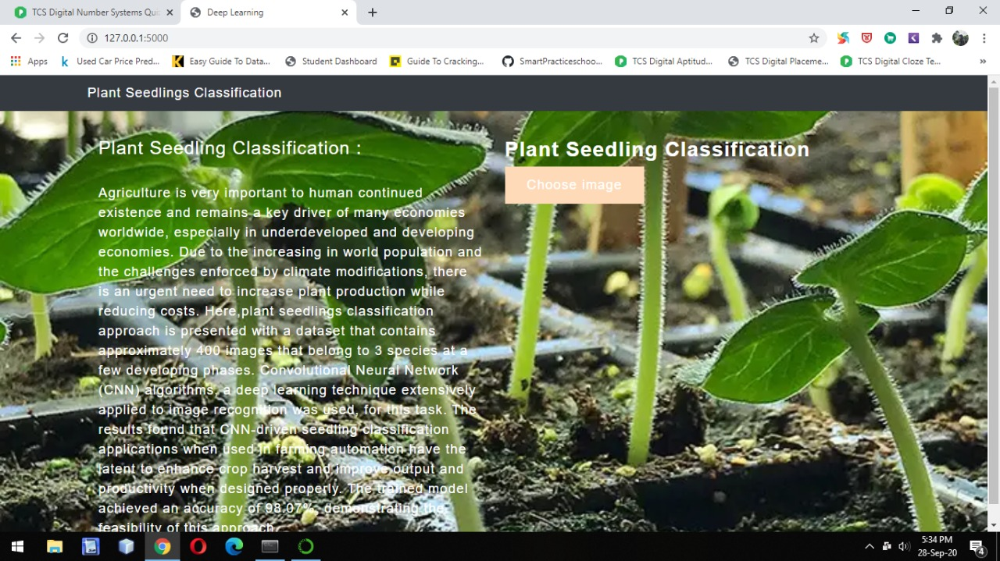 TCS Digital Number Systems Qui
Deep Learning
127.0.0.1:5000
Apps
Used Car Price Pred...
Easy Guide To Data...
Student Dashboard
Guide To Cracking...
SmartPracticeschoo...
TCS Digital Aptitud...
TCS Digital Placeme...
TCS Digital Cloze Te...
Plant Seedlings Classification
Plant Seedling Classification :
Agriculture is very important to human continued
existence and remains a key driver of many economies
worldwide, especially in underdeveloped and developing
economies. Due to the increasing in world population and
the challenges enforced by climate modifications, there
is an urgent need to increase plant production while
reducing costs. Here,plant seedlings classification
approach is presented with a dataset that contains
approximately 400 images that belong to 3 species at a
few developing phases. Convolutional Neural Network
(CNN) algorithms, a deep learning technique extensively
applied to image recognition was used, for this task. The
results found that CNN-driven seedling classification
applications when used in farming automation have the
latent to enhance crop harvest and improve output and
productivity when designed properly. The trained model
achieved an accuracy of 98.07%, demonstrating the
feasibility of this approach.
Plant Seedling Classification
Choose image
5:34 PM
28-Sep-20
4